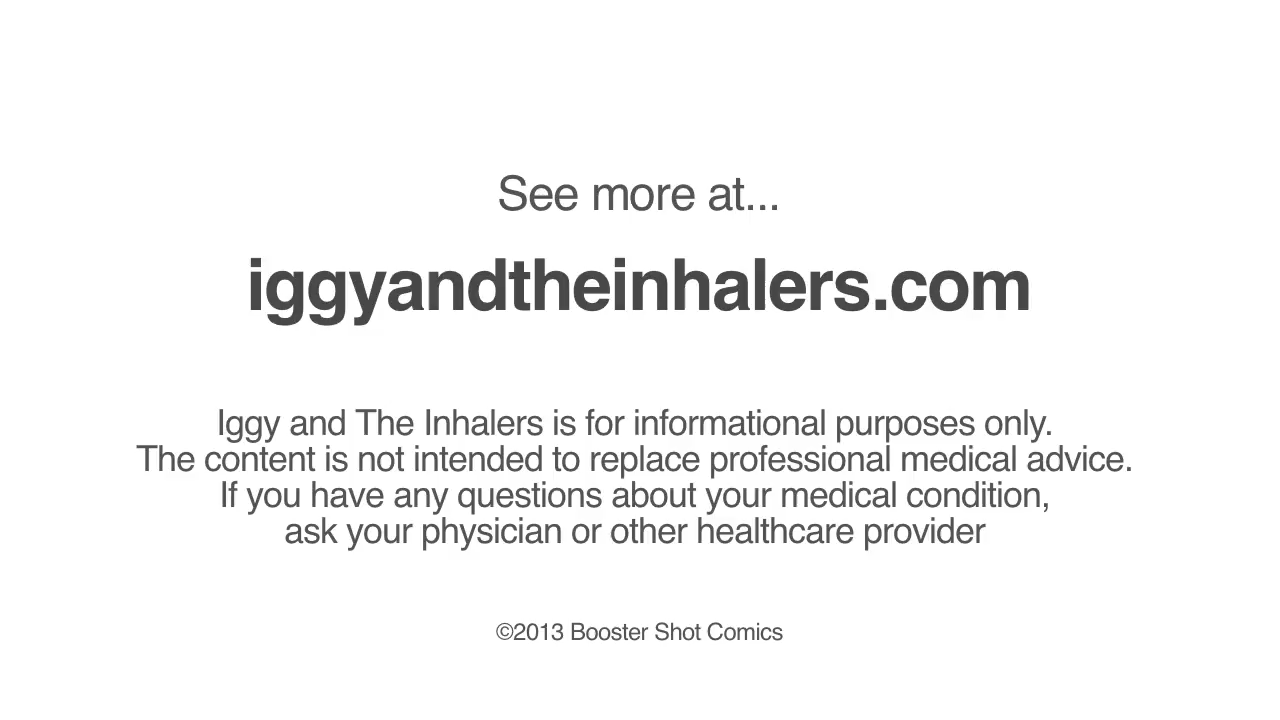 See more at...
iggyandtheinhalers.com
Iggy and The Inhalers is for informational purposes only.
The content is not intended to replace professional medical advice.
If you have any questions about your medical condition,
ask your physician or other healthcare provider
©2013 Booster Shot Comics